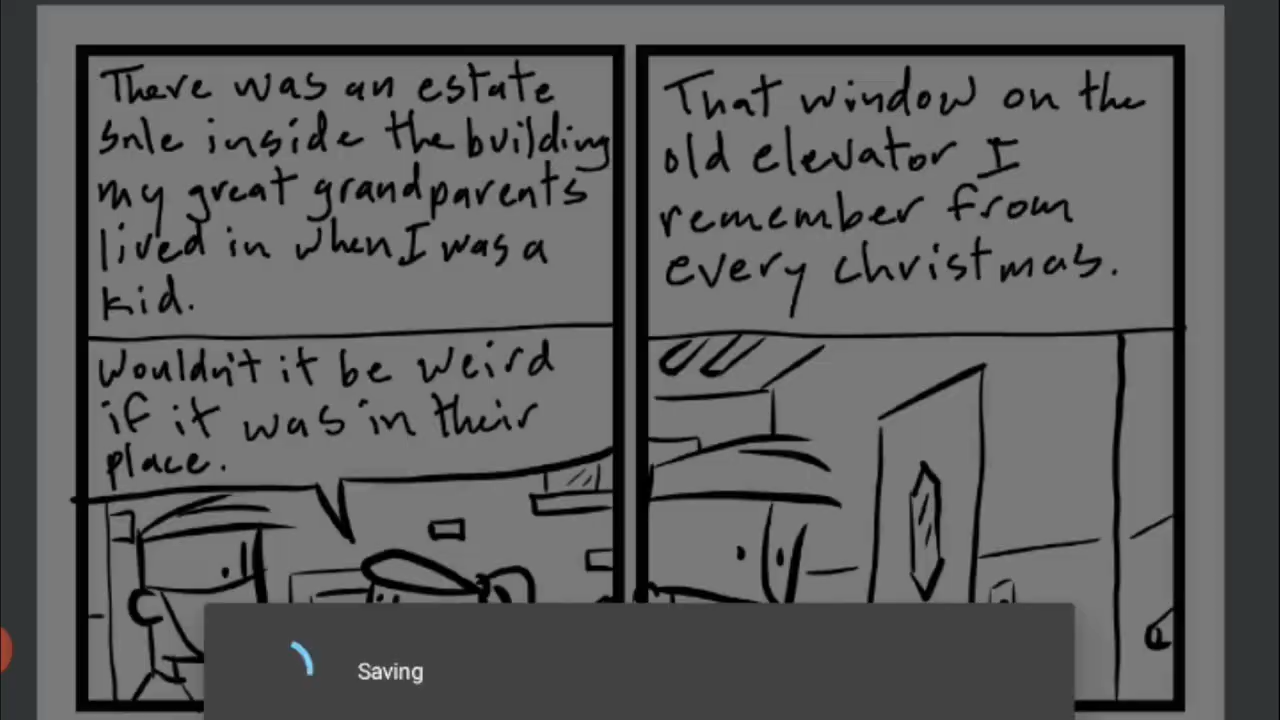 There was an estate
sale inside the building
my great grandparents
lived in when I was a
kid.
Wouldn't it be weird
if it was in their
place.
That window on the
old elevator I
remember from
every christmas.
Saving